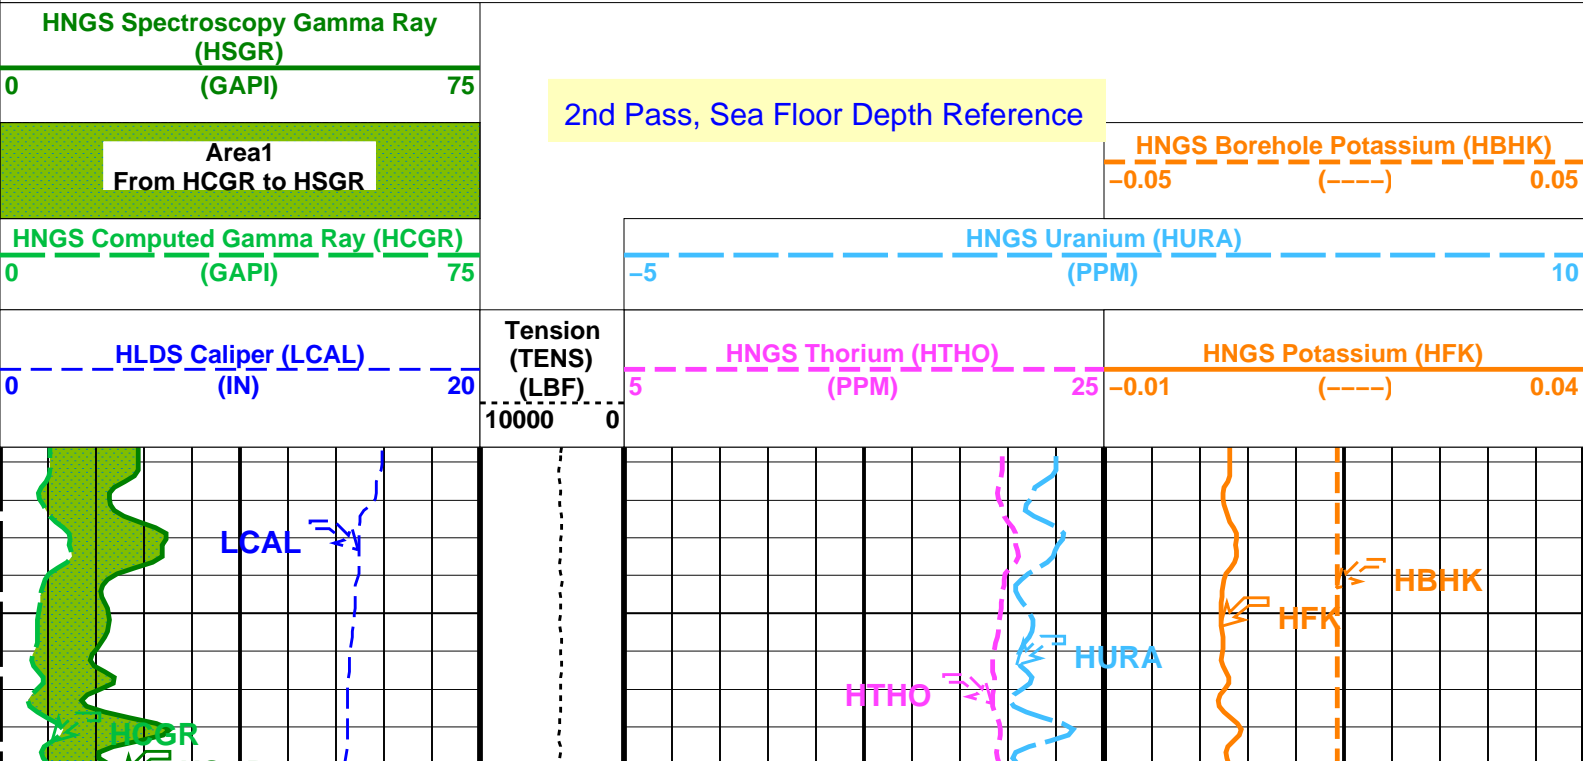 HNGS Spectroscopy Gamma Ray
(HSGR)
0 (GAPI) 75
2nd Pass, Sea Floor Depth Reference
Area1
From HCGR to HSGR
HNGS Borehole Potassium (HBHK)
−0.05 (−−−−) 0.05
HNGS Computed Gamma Ray (HCGR)
0 (GAPI) 75
HNGS Uranium (HURA)
−5 (PPM) 10
HLDS Caliper (LCAL)
0 (IN) 20
Tension
(TENS)
(LBF)
10000 0
HNGS Thorium (HTHO)
5 (PPM) 25
HNGS Potassium (HFK)
−0.01 (−−−−) 0.04
LCAL
HBHK
HFK
HURA
HTHO
HCGR